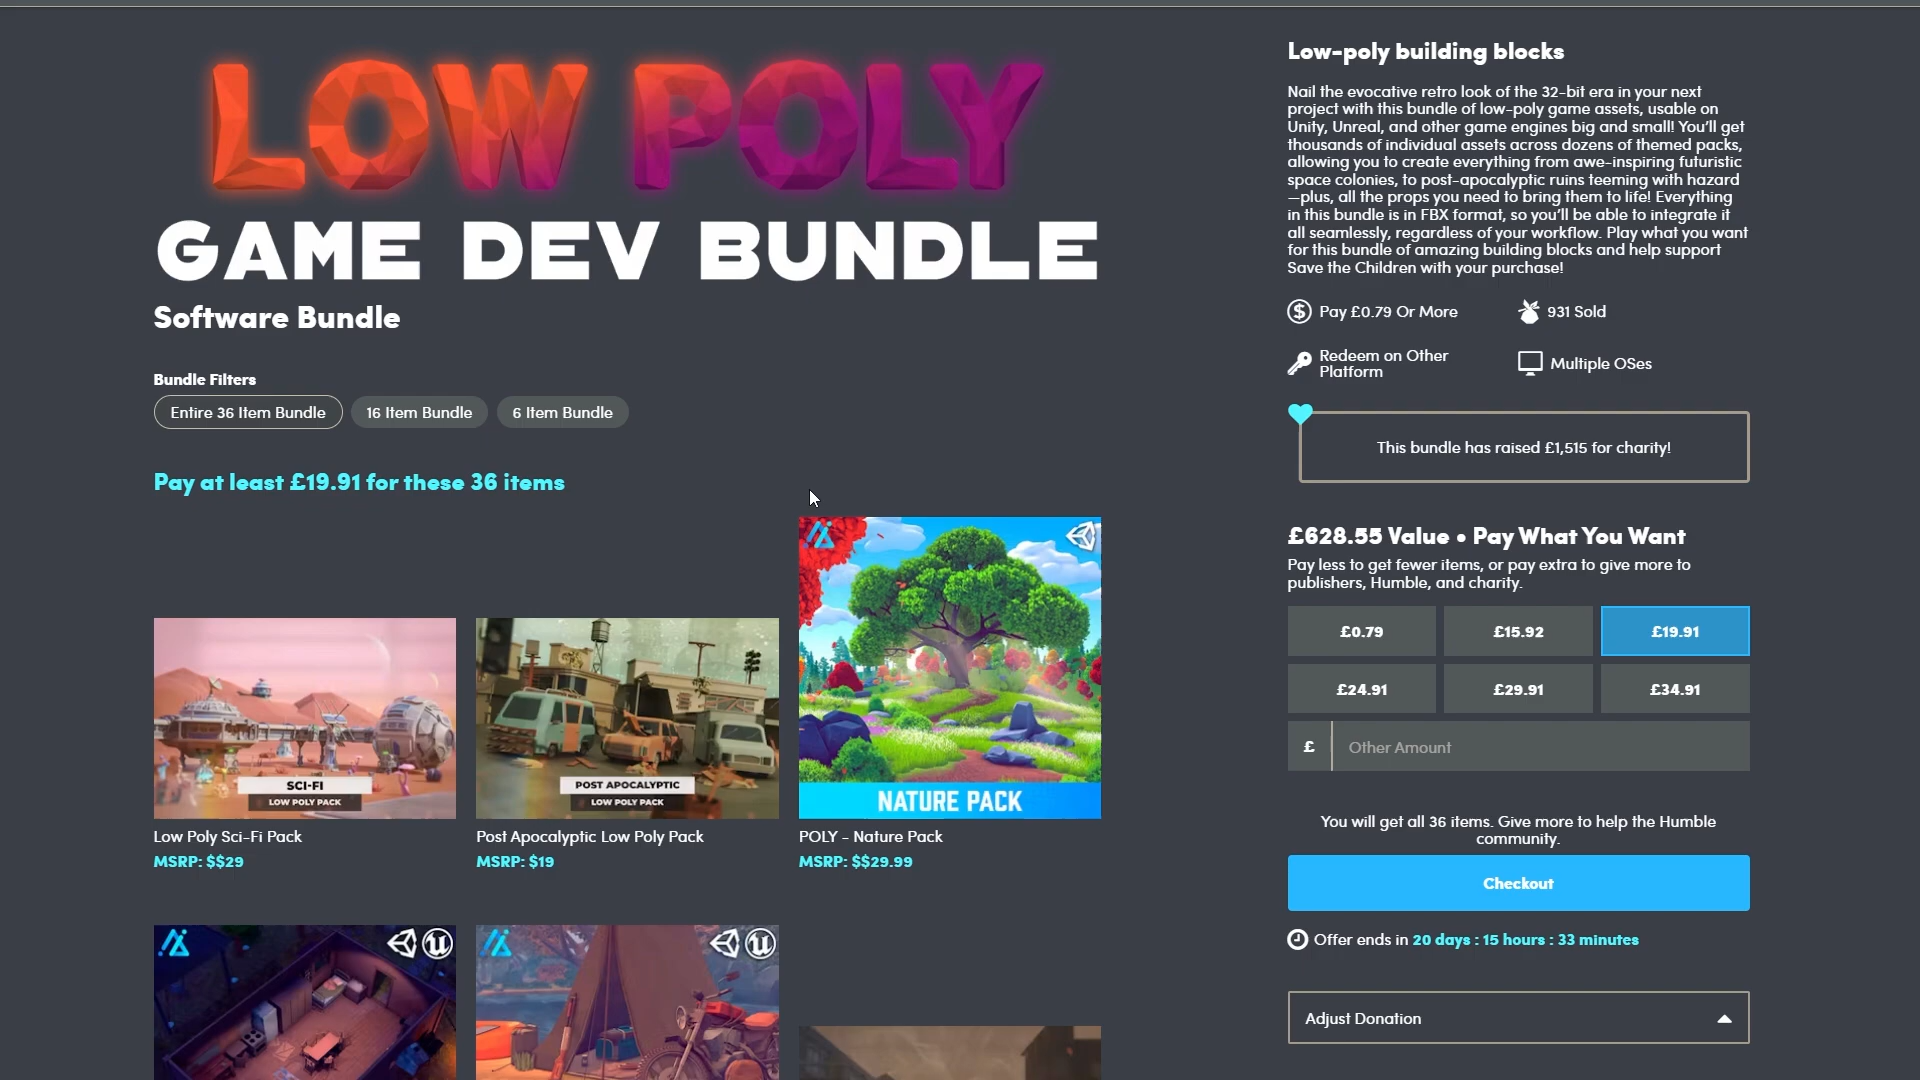 LOW POLY
GAME DEV BUNDLE
Software Bundle
Bundle Filters
Entire 36 Item Bundle
16 Item Bundle
6 Item Bundle
Pay at least £19.91 for these 36 items
SCI-FI
LOW POLY PACK
Low Poly Sci-Fi Pack
MSRP: $$29
POST APOCALYPTIC
LOW POLY PACK
Post Apocalyptic Low Poly Pack
MSRP: $19
NATURE PACK
POLY - Nature Pack
MSRP: $$29.99
Low-poly building blocks
Nail the evocative retro look of the 32-bit era in your next
project with this bundle of low-poly game assets, usable on
Unity, Unreal, and other game engines big and small! You'll get
thousands of individual assets across dozens of themed packs,
allowing you to create everything from awe-inspiring futuristic
space colonies, to post-apocalyptic ruins teeming with hazard
—plus, all the props you need to bring them to life! Everything
in this bundle is in FBX format, so you'll be able to integrate it
all seamlessly, regardless of your workflow. Play what you want
for this bundle of amazing building blocks and help support
Save the Children with your purchase!
Pay £0.79 Or More
931 Sold
Redeem on Other
Platform
Multiple OSes
This bundle has raised £1,515 for charity!
£628.55 Value • Pay What You Want
Pay less to get fewer items, or pay extra to give more to
publishers, Humble, and charity.
£0.79
£15.92
£19.91
£24.91
£29.91
£34.91
£
Other Amount
You will get all 36 items. Give more to help the Humble
community.
Checkout
Offer ends in 20 days : 15 hours : 33 minutes
Adjust Donation